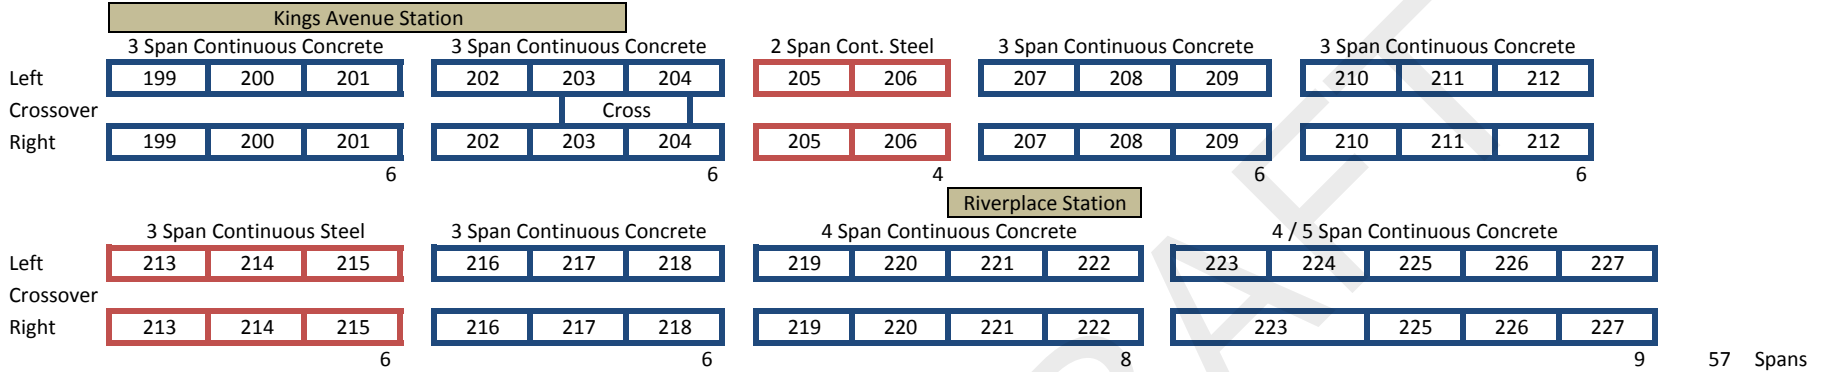 Kings Avenue Station
3 Span Continuous Concrete 3 Span Continuous Concrete 2 Span Cont. Steel 3 Span Continuous Concrete 3 Span Continuous Concrete
Left 199 200 201 202 203 204 205 206 207 208 209 210 211 212
Crossover Cross
Right 199 200 201 202 203 204 205 206 207 208 209 210 211 212
6 6 4 6 6
Riverplace Station
3 Span Continuous Steel 3 Span Continuous Concrete 4 Span Continuous Concrete 4 / 5 Span Continuous Concrete
Left 213 214 215 216 217 218 219 220 221 222 223 224 225 226 227
Crossover
Right 213 214 215 216 217 218 219 220 221 222 223 225 226 227
6 6 8 9 57 Spans